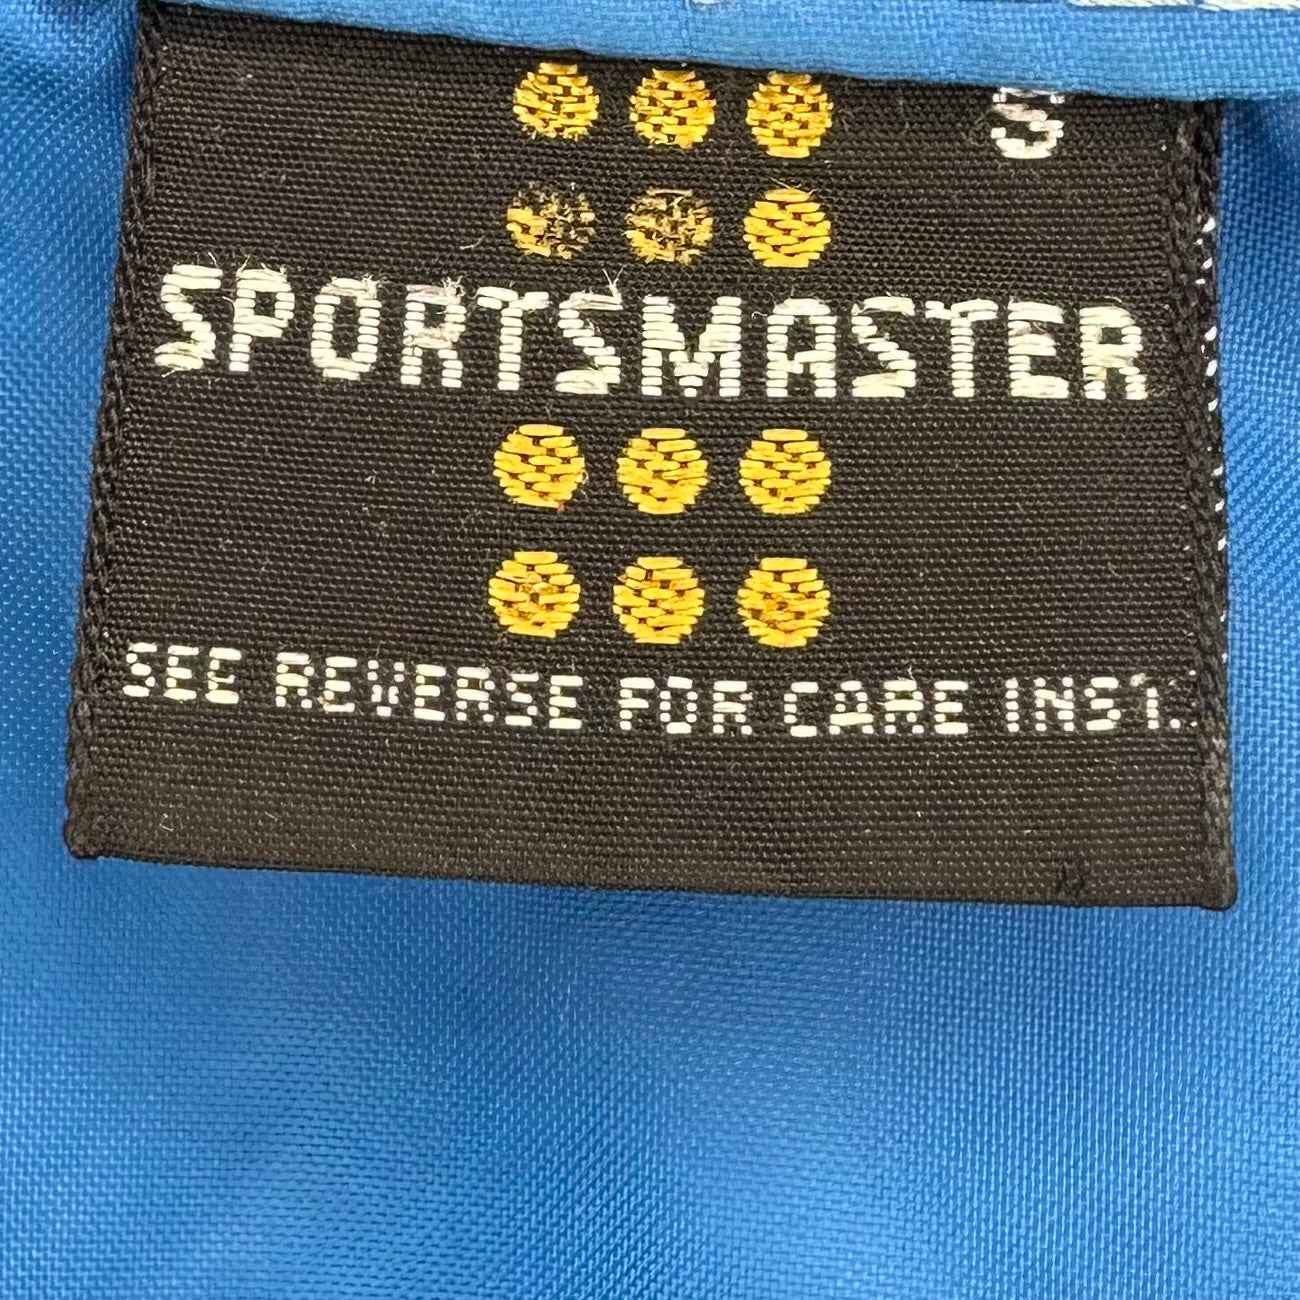 S
SPORTSMASTER
SEE REVERSE FOR CARE INST.